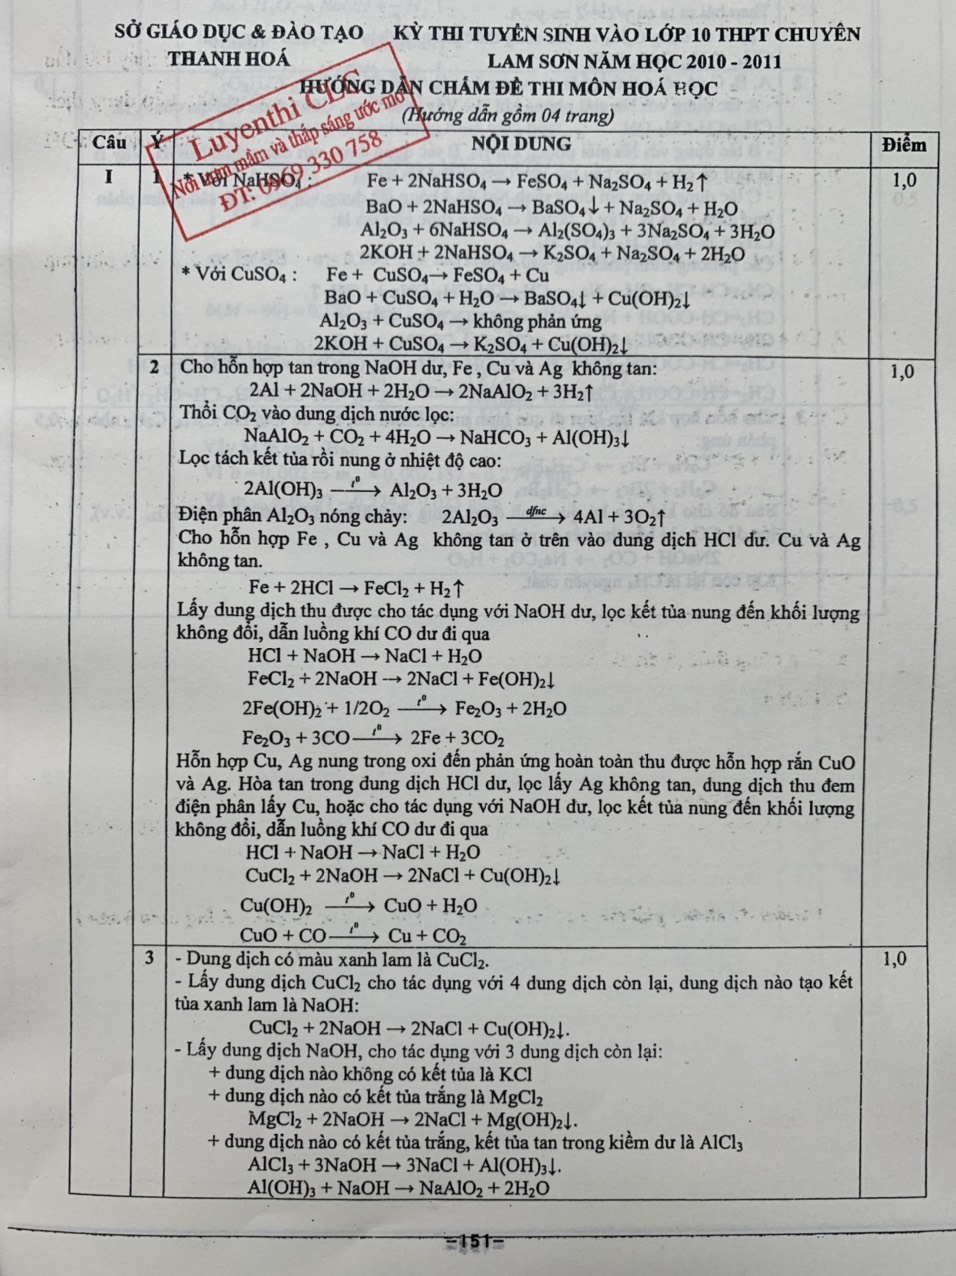 SỞ GIÁO DỤC & ĐÀO TẠO KỲ THI TUYỂN SINH VÀO LỚP 10 THPT CHUYÊN
THANH HOÁ LAM SƠN NĂM HỌC 2010 - 2011
HƯỚNG DẪN CHẤM ĐỀ THI MÔN HOÁ HỌC
(Hướng dẫn gồm 04 trang)
Luyenthi CLC
Nơi ươm mầm và thắp sáng ước mơ
ĐT: 0969 330 758
Câu Ý NỘI DUNG Điểm
I 1 * Với NaHSO₄ : Fe + 2NaHSO₄ → FeSO₄ + Na₂SO₄ + H₂↑ 1,0
BaO + 2NaHSO₄ → BaSO₄↓ + Na₂SO₄ + H₂O
Al₂O₃ + 6NaHSO₄ → Al₂(SO₄)₃ + 3Na₂SO₄ + 3H₂O
2KOH + 2NaHSO₄ → K₂SO₄ + Na₂SO₄ + 2H₂O
* Với CuSO₄ : Fe + CuSO₄→ FeSO₄ + Cu
BaO + CuSO₄ + H₂O → BaSO₄↓ + Cu(OH)₂↓
Al₂O₃ + CuSO₄ → không phản ứng
2KOH + CuSO₄ → K₂SO₄ + Cu(OH)₂↓
2 Cho hỗn hợp tan trong NaOH dư, Fe , Cu và Ag không tan: 1,0
2Al + 2NaOH + 2H₂O → 2NaAlO₂ + 3H₂↑
Thổi CO₂ vào dung dịch nước lọc:
NaAlO₂ + CO₂ + 4H₂O → NaHCO₃ + Al(OH)₃↓
Lọc tách kết tủa rồi nung ở nhiệt độ cao:
2Al(OH)₃ —t⁰→ Al₂O₃ + 3H₂O
Điện phân Al₂O₃ nóng chảy: 2Al₂O₃ —đfnc→ 4Al + 3O₂↑
Cho hỗn hợp Fe , Cu và Ag không tan ở trên vào dung dịch HCl dư. Cu và Ag
không tan.
Fe + 2HCl → FeCl₂ + H₂↑
Lấy dung dịch thu được cho tác dụng với NaOH dư, lọc kết tủa nung đến khối lượng
không đổi, dẫn luồng khí CO dư đi qua
HCl + NaOH → NaCl + H₂O
FeCl₂ + 2NaOH → 2NaCl + Fe(OH)₂↓
2Fe(OH)₂ + 1/2O₂ —t⁰→ Fe₂O₃ + 2H₂O
Fe₂O₃ + 3CO —t⁰→ 2Fe + 3CO₂
Hỗn hợp Cu, Ag nung trong oxi đến phản ứng hoàn toàn thu được hỗn hợp rắn CuO
và Ag. Hòa tan trong dung dịch HCl dư, lọc lấy Ag không tan, dung dịch thu đem
điện phân lấy Cu, hoặc cho tác dụng với NaOH dư, lọc kết tủa nung đến khối lượng
không đổi, dẫn luồng khí CO dư đi qua
HCl + NaOH → NaCl + H₂O
CuCl₂ + 2NaOH → 2NaCl + Cu(OH)₂↓
Cu(OH)₂ —t⁰→ CuO + H₂O
CuO + CO —t⁰→ Cu + CO₂
3 - Dung dịch có màu xanh lam là CuCl₂. 1,0
- Lấy dung dịch CuCl₂ cho tác dụng với 4 dung dịch còn lại, dung dịch nào tạo kết
tủa xanh lam là NaOH:
CuCl₂ + 2NaOH → 2NaCl + Cu(OH)₂↓.
- Lấy dung dịch NaOH, cho tác dụng với 3 dung dịch còn lại:
+ dung dịch nào không có kết tủa là KCl
+ dung dịch nào có kết tủa trắng là MgCl₂
MgCl₂ + 2NaOH → 2NaCl + Mg(OH)₂↓.
+ dung dịch nào có kết tủa trắng, kết tủa tan trong kiềm dư là AlCl₃
AlCl₃ + 3NaOH → 3NaCl + Al(OH)₃↓.
Al(OH)₃ + NaOH → NaAlO₂ + 2H₂O
-151-